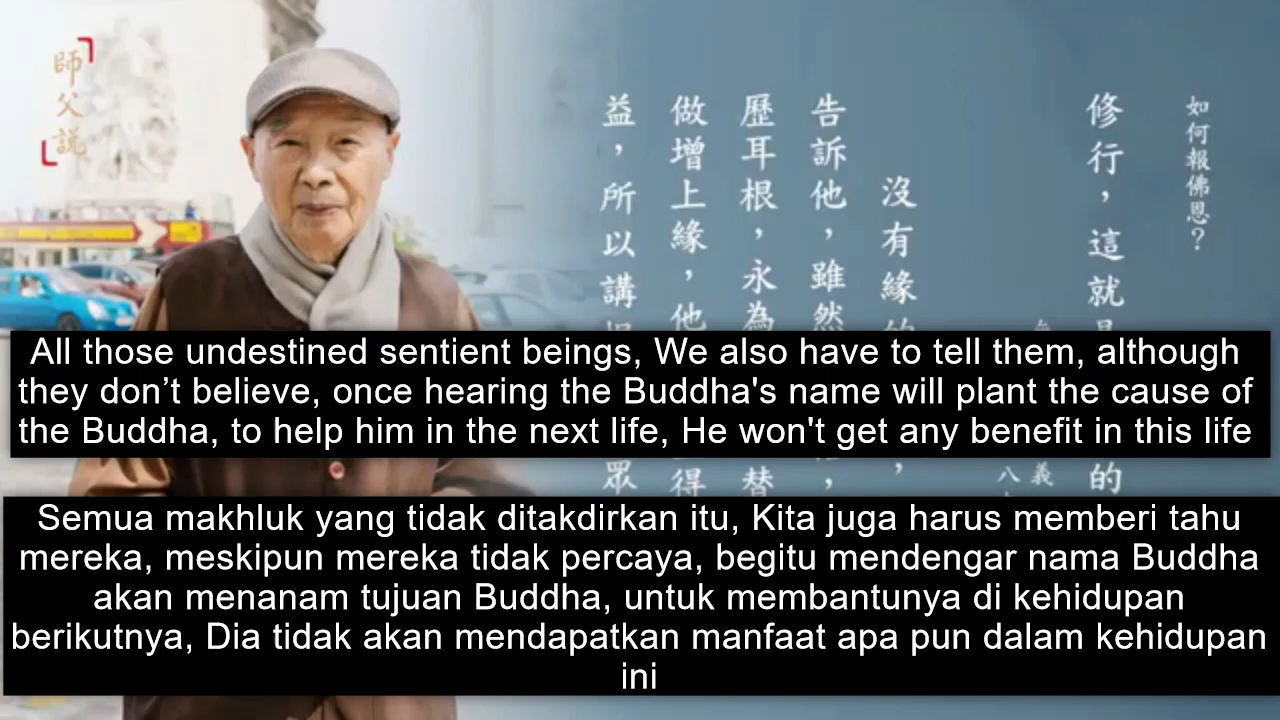 師父說
如何報佛恩？
修行，這就
的
義
八
沒有緣
告訴他，雖然
歷耳根，永為
替
做增上緣，他
得
益，所以講
眾
All those undestined sentient beings, We also have to tell them, although
they don’t believe, once hearing the Buddha's name will plant the cause of
the Buddha, to help him in the next life, He won't get any benefit in this life
Semua makhluk yang tidak ditakdirkan itu, Kita juga harus memberi tahu
mereka, meskipun mereka tidak percaya, begitu mendengar nama Buddha
akan menanam tujuan Buddha, untuk membantunya di kehidupan
berikutnya, Dia tidak akan mendapatkan manfaat apa pun dalam kehidupan
ini